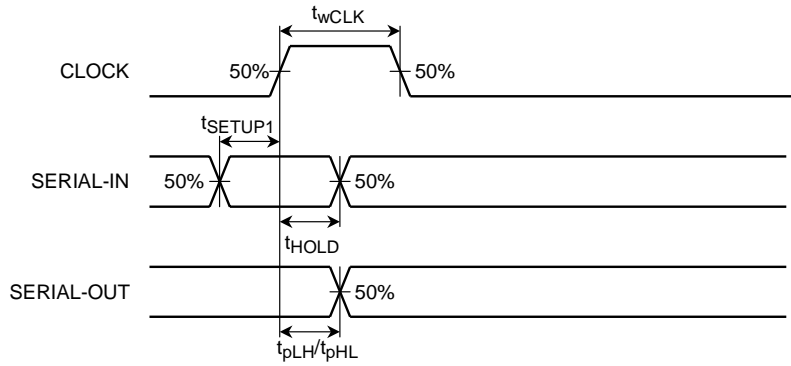 twCLK
CLOCK 50% 50%
tSETUP1
SERIAL-IN 50% 50%
tHOLD
SERIAL-OUT 50%
tpLH/tpHL